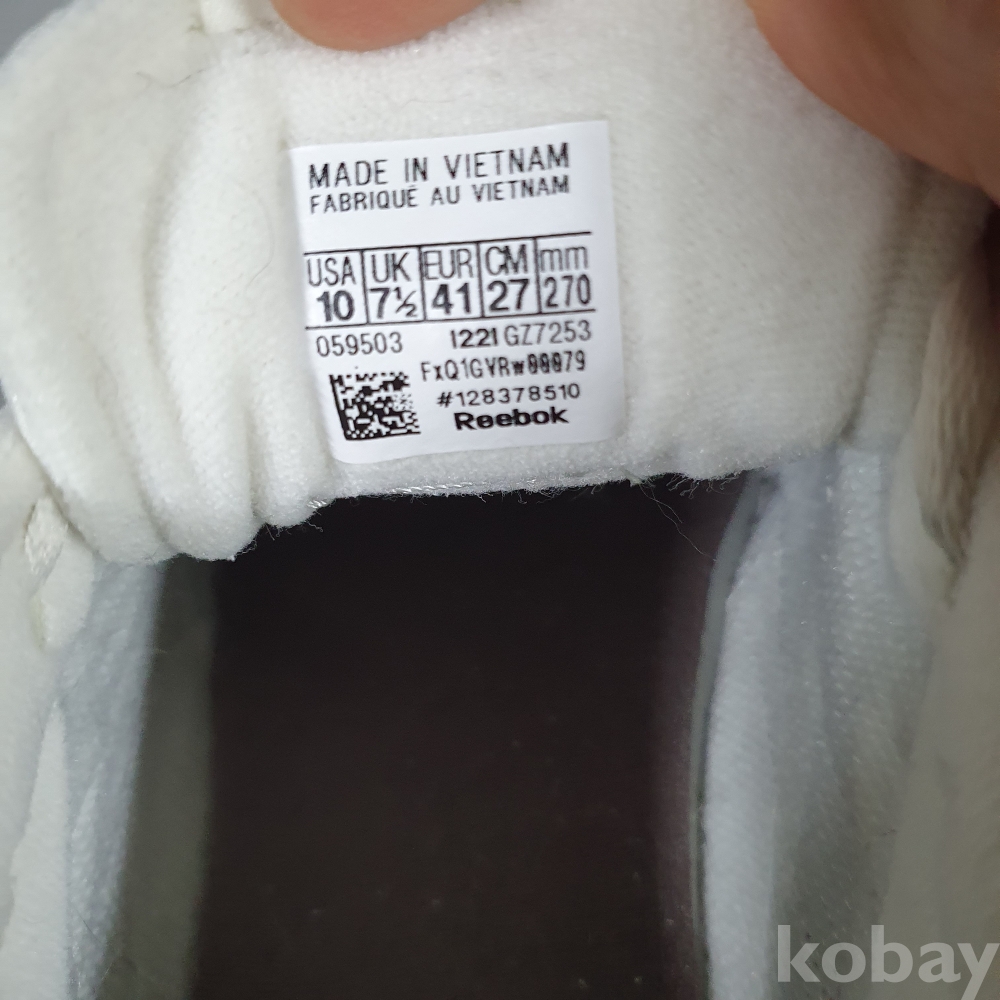 MADE IN VIETNAM
FABRIQUÉ AU VIETNAM
USA UK EUR CM mm
10 7½ 41 27 270
059503 1221 GZ7253
FxQ1GVRw00079
#128378510
Reebok
kobay